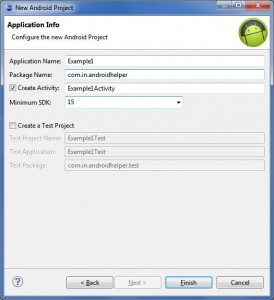 New Android Project
Application Info
Configure the new Android Project
Application Name: Example1
Package Name: com.in.androidhelper
Create Activity: Example1Activity
Minimum SDK: 15
Create a Test Project
Test Project Name: Example1Test
Test Application: Example1Test
Test Package: com.in.androidhelper.test
? < Back Next > Finish Cancel